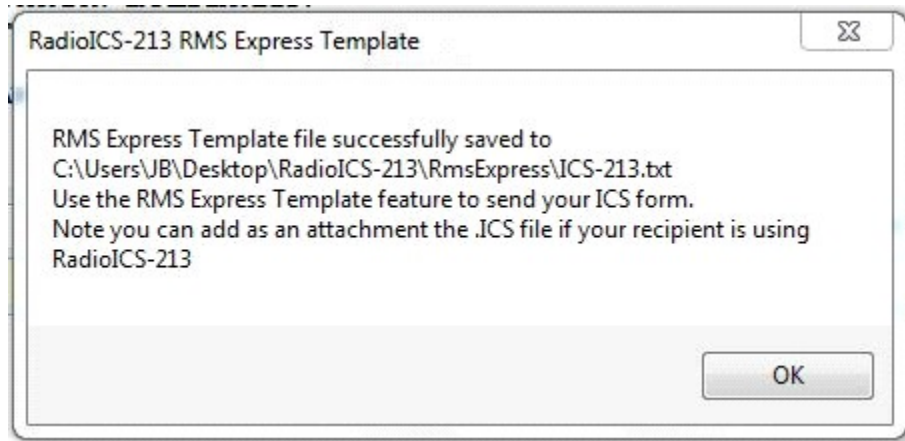 RadioICS-213 RMS Express Template
RMS Express Template file successfully saved to
C:\Users\JB\Desktop\RadioICS-213\RmsExpress\ICS-213.txt
Use the RMS Express Template feature to send your ICS form.
Note you can add as an attachment the .ICS file if your recipient is using
RadioICS-213
OK